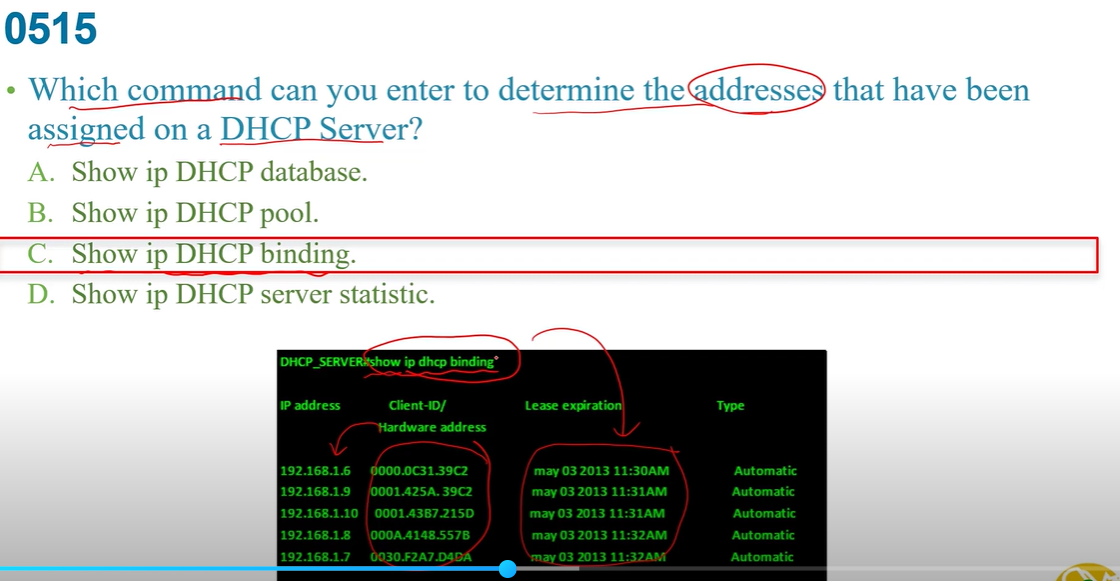 0515
• Which command can you enter to determine the addresses that have been
assigned on a DHCP Server?
A. Show ip DHCP database.
B. Show ip DHCP pool.
C. Show ip DHCP binding.
D. Show ip DHCP server statistic.
DHCP_SERVER#show ip dhcp binding*
IP address Client-ID/ Lease expiration Type
Hardware address
192.168.1.6 0000.0C31.39C2 may 03 2013 11:30AM Automatic
192.168.1.9 0001.425A. 39C2 may 03 2013 11:31AM Automatic
192.168.1.10 0001.43B7.215D may 03 2013 11:31AM Automatic
192.168.1.8 000A.4148.557B may 03 2013 11:32AM Automatic
192.168.1.7 0030.F2A7.D4DA may 03 2013 11:32AM Automatic